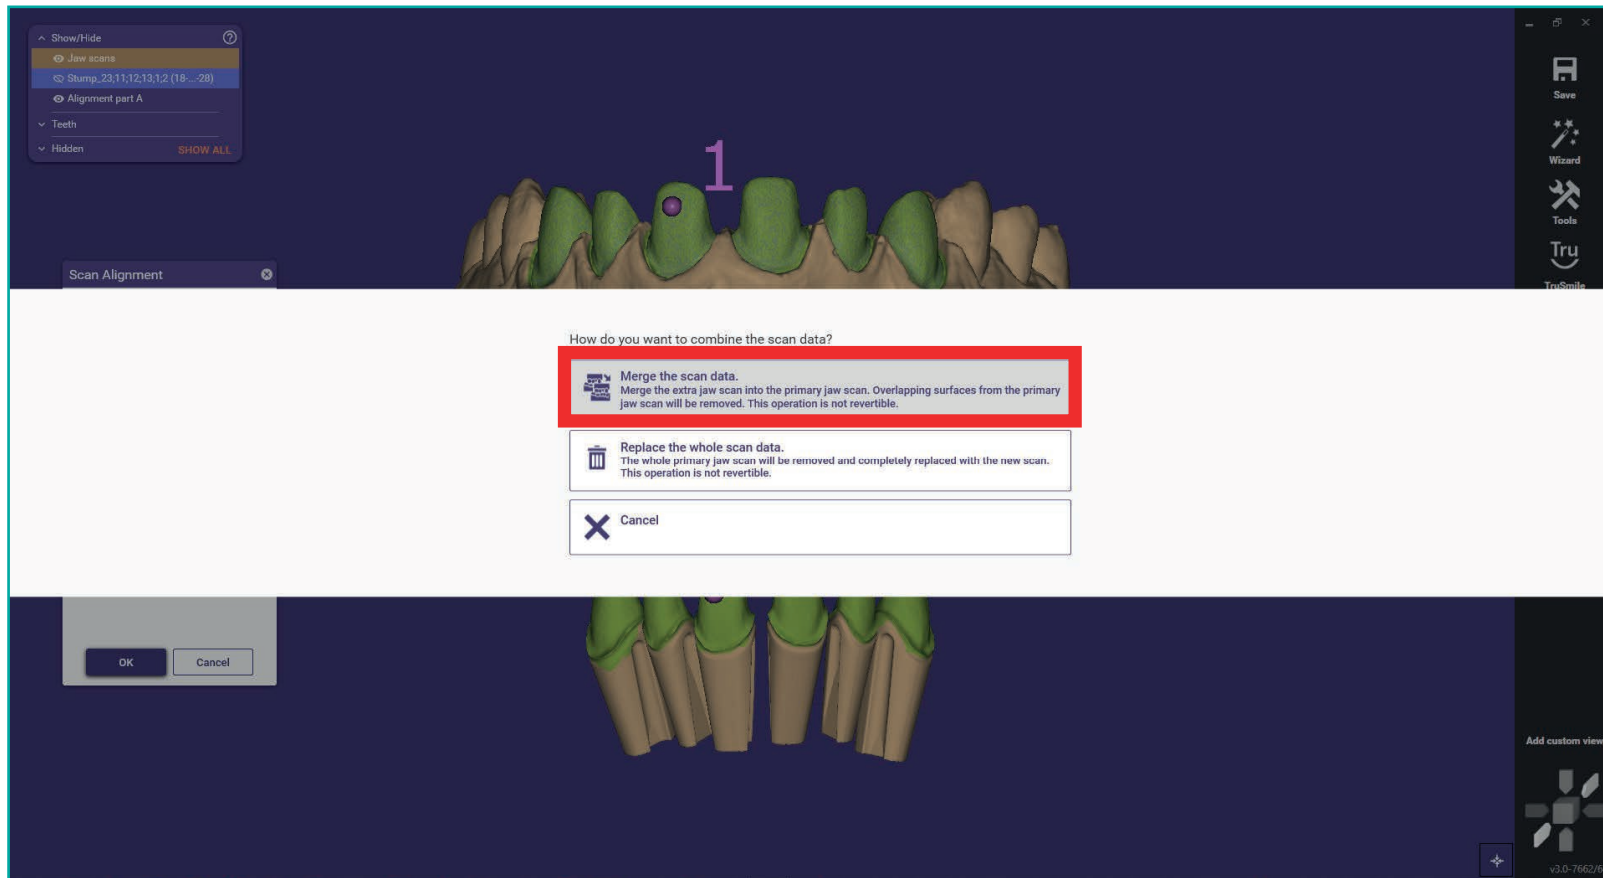 Show/Hide
Jaw scans
Stump_23;11;12;13;1;2 (18-...-28)
Alignment part A
Teeth
Hidden SHOW ALL
1
Save
Wizard
Tools
Tru
TruSmile
Scan Alignment
How do you want to combine the scan data?
Merge the scan data.
Merge the extra jaw scan into the primary jaw scan. Overlapping surfaces from the primary
jaw scan will be removed. This operation is not revertible.
Replace the whole scan data.
The whole primary jaw scan will be removed and completely replaced with the new scan.
This operation is not revertible.
Cancel
OK Cancel
Add custom view
v3.0-7662/6